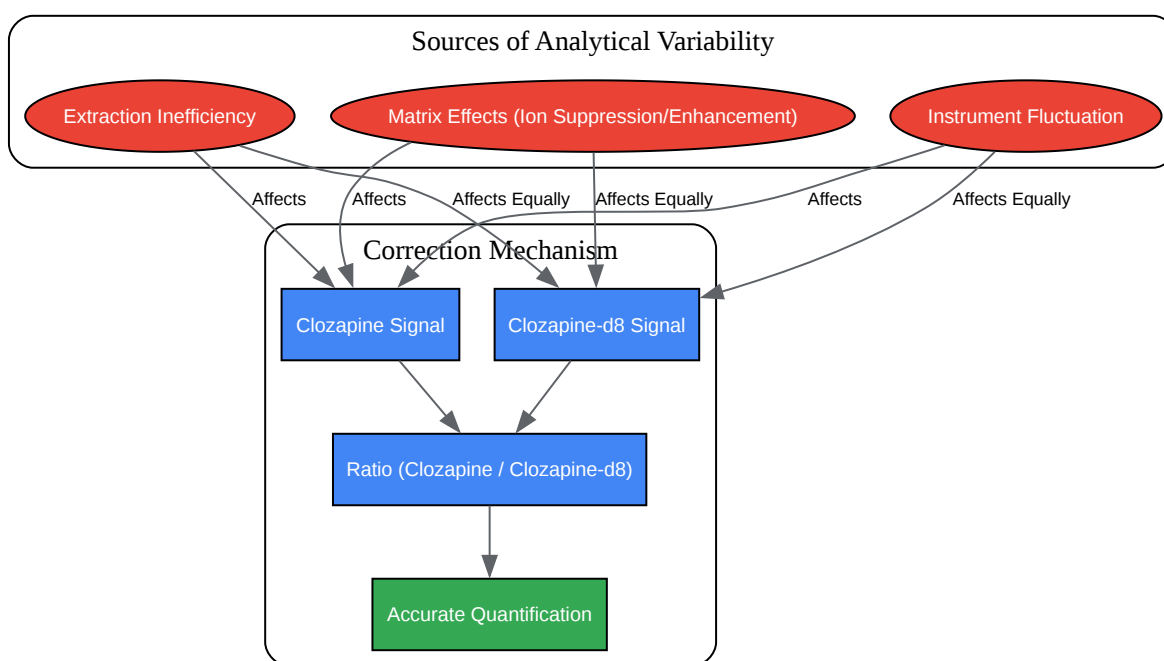 Sources of Analytical Variability
Extraction Inefficiency
Matrix Effects (Ion Suppression/Enhancement)
Instrument Fluctuation
Affects
Affects
Affects Equally
Affects Equally
Affects
Affects Equally
Correction Mechanism
Clozapine Signal
Clozapine-d8 Signal
Ratio (Clozapine / Clozapine-d8)
Accurate Quantification